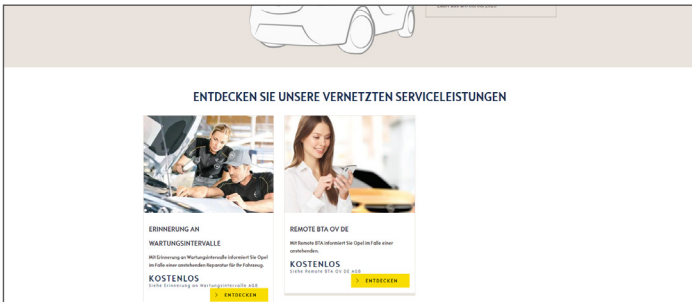 ENTDECKEN SIE UNSERE VERNETZTEN SERVICELEISTUNGEN
ERINNERUNG AN
WARTUNGSINTERVALLE
Mit Erinnerung an Wartungsintervalle informiert Sie Opel
im Falle einer anstehenden Reparatur für Ihr Fahrzeug.
KOSTENLOS
Siehe Erinnerung an Wartungsintervalle AGB
> ENTDECKEN
REMOTE BTA OV DE
Mit Remote BTA informiert Sie Opel im Falle einer
anstehenden.
KOSTENLOS
Siehe Remote BTA OV DE AGB
> ENTDECKEN